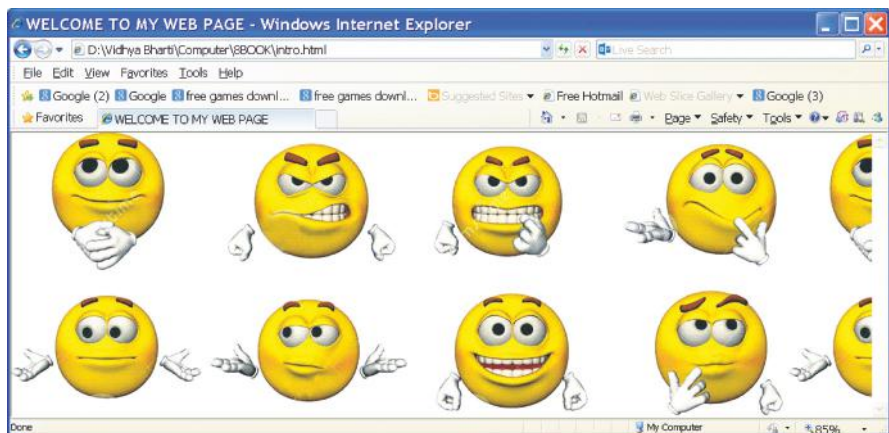 WELCOME TO MY WEB PAGE - Windows Internet Explorer
D:\Vidhya Bharti\Computer\8BOOK\intro.html
Live Search
File Edit View Favorites Tools Help
Google (2) Google free games downl... free games downl... Suggested Sites Free Hotmail Web Slice Gallery Google (3)
Favorites WELCOME TO MY WEB PAGE Page Safety Tools
Done My Computer 85%